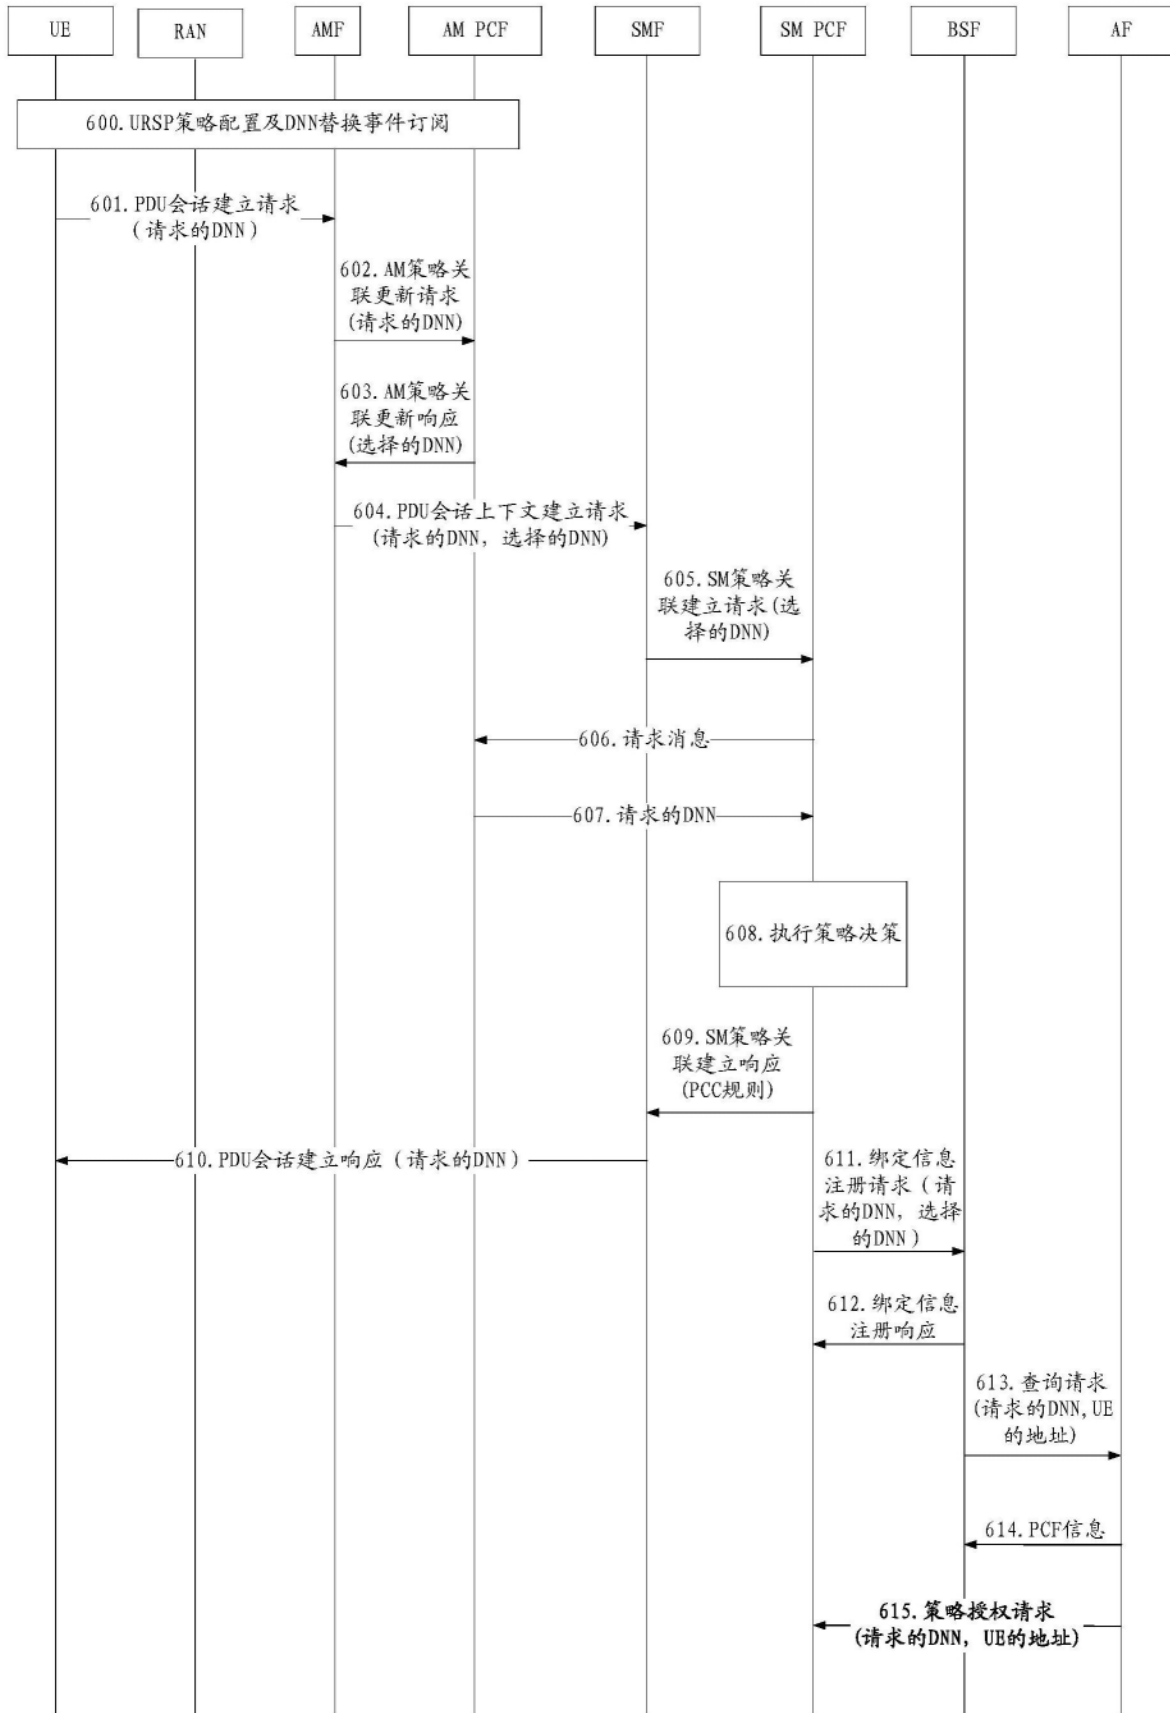 UE
RAN
AMF
AM PCF
SMF
SM PCF
BSF
AF
600.URSP策略配置及DNN替换事件订阅
601.PDU会话建立请求
（请求的DNN）
602.AM策略关
联更新请求
(请求的DNN)
603.AM策略关
联更新响应
(选择的DNN)
604.PDU会话上下文建立请求
(请求的DNN，选择的DNN)
605.SM策略关
联建立请求(选
择的DNN)
606.请求消息
607.请求的DNN
608.执行策略决策
609.SM策略关
联建立响应
(PCC规则)
610.PDU会话建立响应（请求的DNN）
611.绑定信息
注册请求（请
求的DNN，选择
的DNN）
612.绑定信息
注册响应
613.查询请求
(请求的DNN,UE
的地址)
614.PCF信息
615.策略授权请求
(请求的DNN，UE的地址)